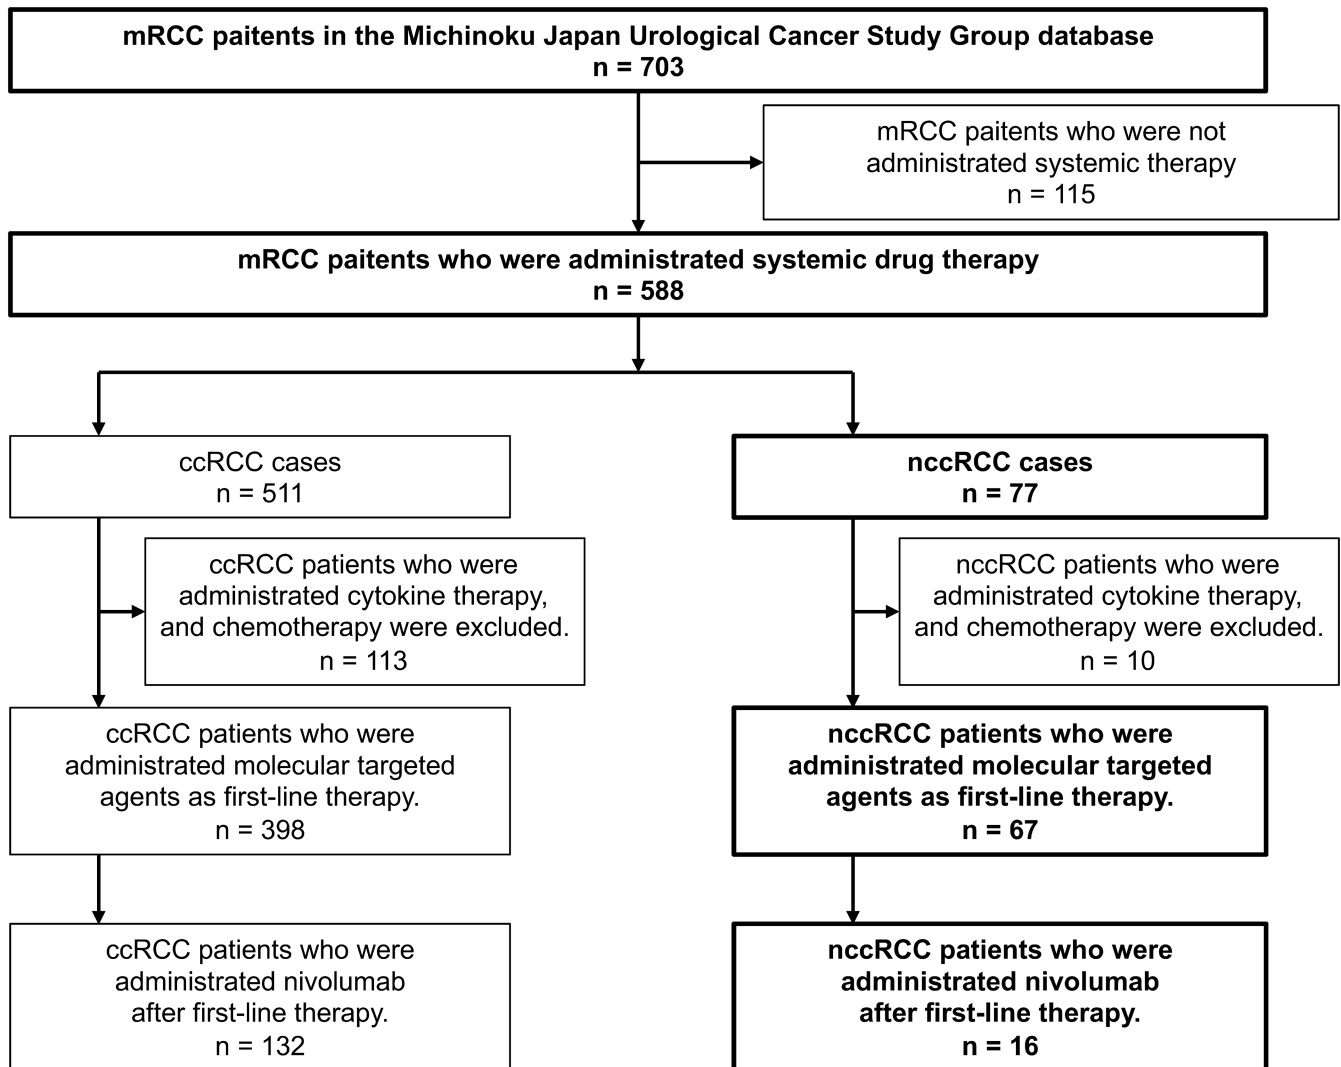 mRCC paitents in the Michinoku Japan Urological Cancer Study Group database
n = 703
mRCC paitents who were not
administrated systemic therapy
n = 115
mRCC paitents who were administrated systemic drug therapy
n = 588
ccRCC cases
n = 511
nccRCC cases
n = 77
ccRCC patients who were
administrated cytokine therapy,
and chemotherapy were excluded.
n = 113
nccRCC patients who were
administrated cytokine therapy,
and chemotherapy were excluded.
n = 10
ccRCC patients who were
administrated molecular targeted
agents as first-line therapy.
n = 398
nccRCC patients who were
administrated molecular targeted
agents as first-line therapy.
n = 67
ccRCC patients who were
administrated nivolumab
after first-line therapy.
n = 132
nccRCC patients who were
administrated nivolumab
after first-line therapy.
n = 16